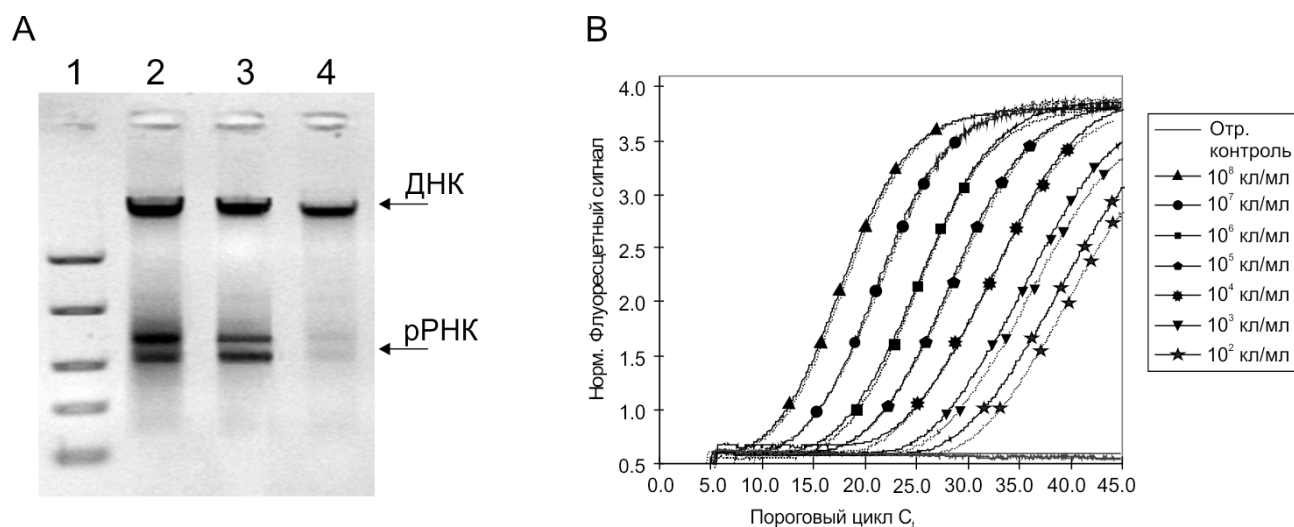 A
1 2 3 4
ДНК
рРНК
B
Норм. Флуоресцетный сигнал
4.0
3.5
3.0
2.5
2.0
1.5
1.0
0.5
0.0 5.0 10.0 15.0 20.0 25.0 30.0 35.0 40.0 45.0
Пороговый цикл Ct
Отр.
контроль
10⁸ кл/мл
10⁷ кл/мл
10⁶ кл/мл
10⁵ кл/мл
10⁴ кл/мл
10³ кл/мл
10² кл/мл